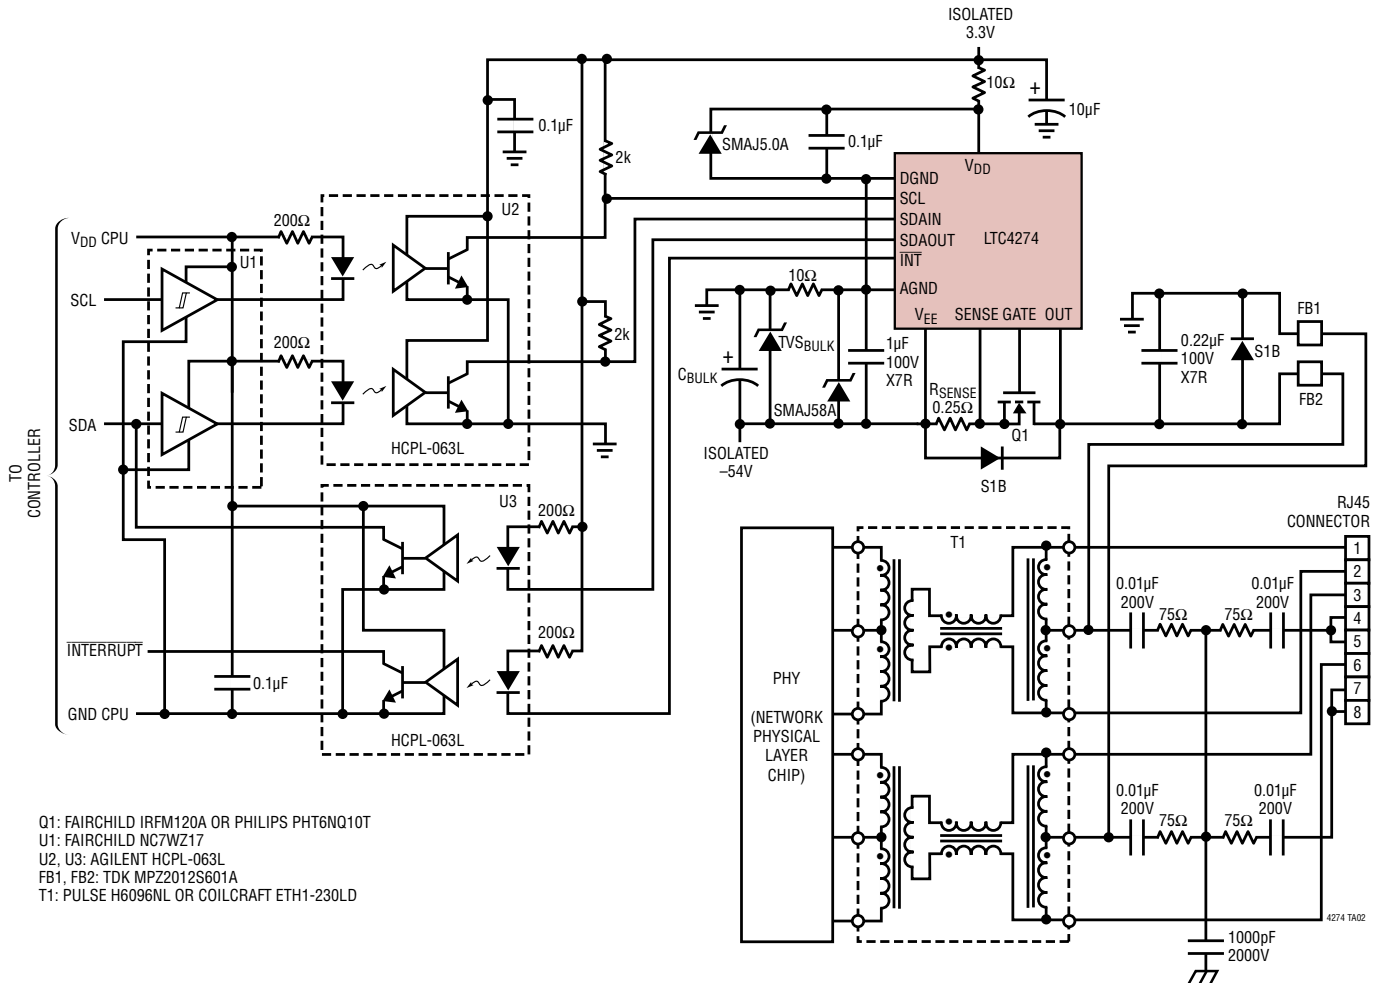 ISOLATED
3.3V
10Ω
+
10µF
0.1µF
2k
SMAJ5.0A
0.1µF
VDD
DGND
SCL
SDAIN
SDAOUT
INT
AGND
LTC4274
VEE
SENSE
GATE
OUT
U2
200Ω
VDD CPU
U1
SCL
200Ω
SDA
HCPL-063L
2k
10Ω
+
CBULK
TVSBULK
SMAJ58A
1µF
100V
X7R
RSENSE
0.25Ω
Q1
S1B
ISOLATED
–54V
0.22µF
100V
X7R
S1B
FB1
FB2
TO
CONTROLLER
U3
200Ω
200Ω
INTERRUPT
0.1µF
GND CPU
HCPL-063L
PHY
(NETWORK
PHYSICAL
LAYER
CHIP)
T1
RJ45
CONNECTOR
1
2
3
4
5
6
7
8
0.01µF
200V
75Ω
75Ω
0.01µF
200V
0.01µF
200V
75Ω
75Ω
0.01µF
200V
1000pF
2000V
4274 TA02
Q1: FAIRCHILD IRFM120A OR PHILIPS PHT6NQ10T
U1: FAIRCHILD NC7WZ17
U2, U3: AGILENT HCPL-063L
FB1, FB2: TDK MPZ2012S601A
T1: PULSE H6096NL OR COILCRAFT ETH1-230LD